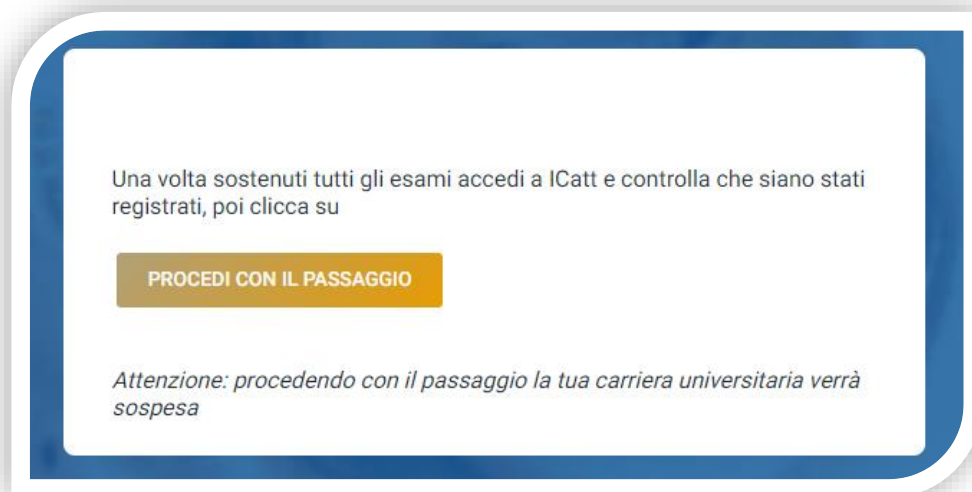 Una volta sostenuti tutti gli esami accedi a ICatt e controlla che siano stati
registrati, poi clicca su
PROCEDI CON IL PASSAGGIO
Attenzione: procedendo con il passaggio la tua carriera universitaria verrà
sospesa